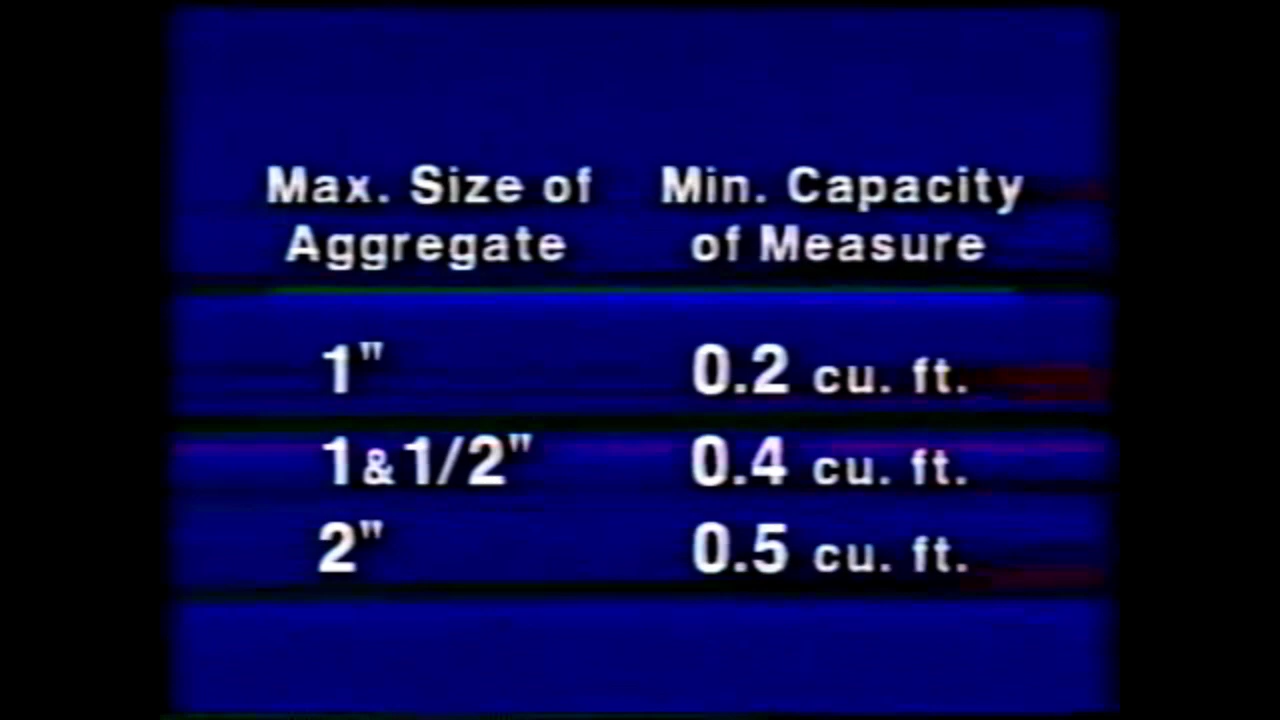 Max. Size of Aggregate
Min. Capacity of Measure
1" 0.2 cu. ft.
1&1/2" 0.4 cu. ft.
2" 0.5 cu. ft.